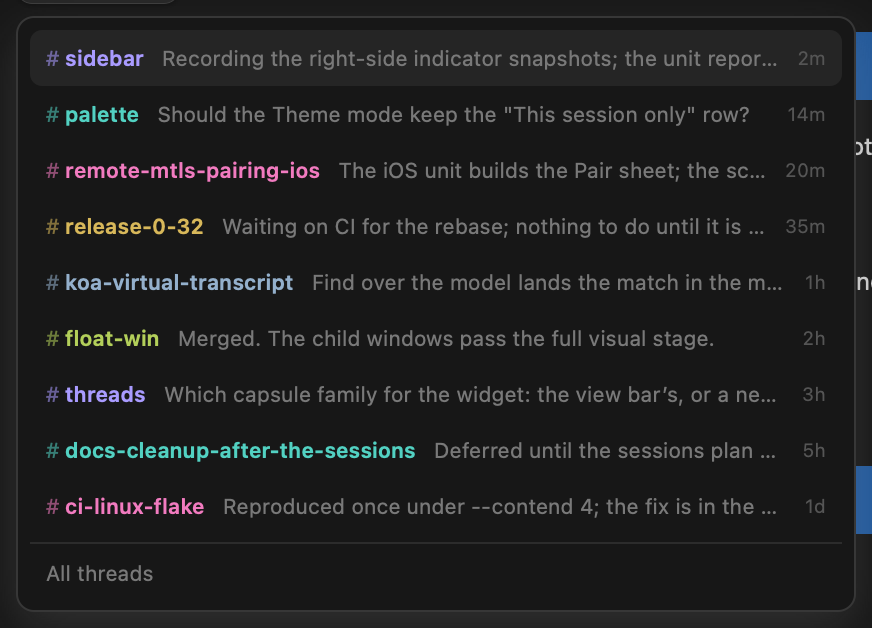 # sidebar Recording the right-side indicator snapshots; the unit repor... 2m
# palette Should the Theme mode keep the "This session only" row? 14m
# remote-mtls-pairing-ios The iOS unit builds the Pair sheet; the sc... 20m
# release-0-32 Waiting on CI for the rebase; nothing to do until it is ... 35m
# koa-virtual-transcript Find over the model lands the match in the m... 1h
# float-win Merged. The child windows pass the full visual stage. 2h
# threads Which capsule family for the widget: the view bar’s, or a ne... 3h
# docs-cleanup-after-the-sessions Deferred until the sessions plan ... 5h
# ci-linux-flake Reproduced once under --contend 4; the fix is in the ... 1d
All threads